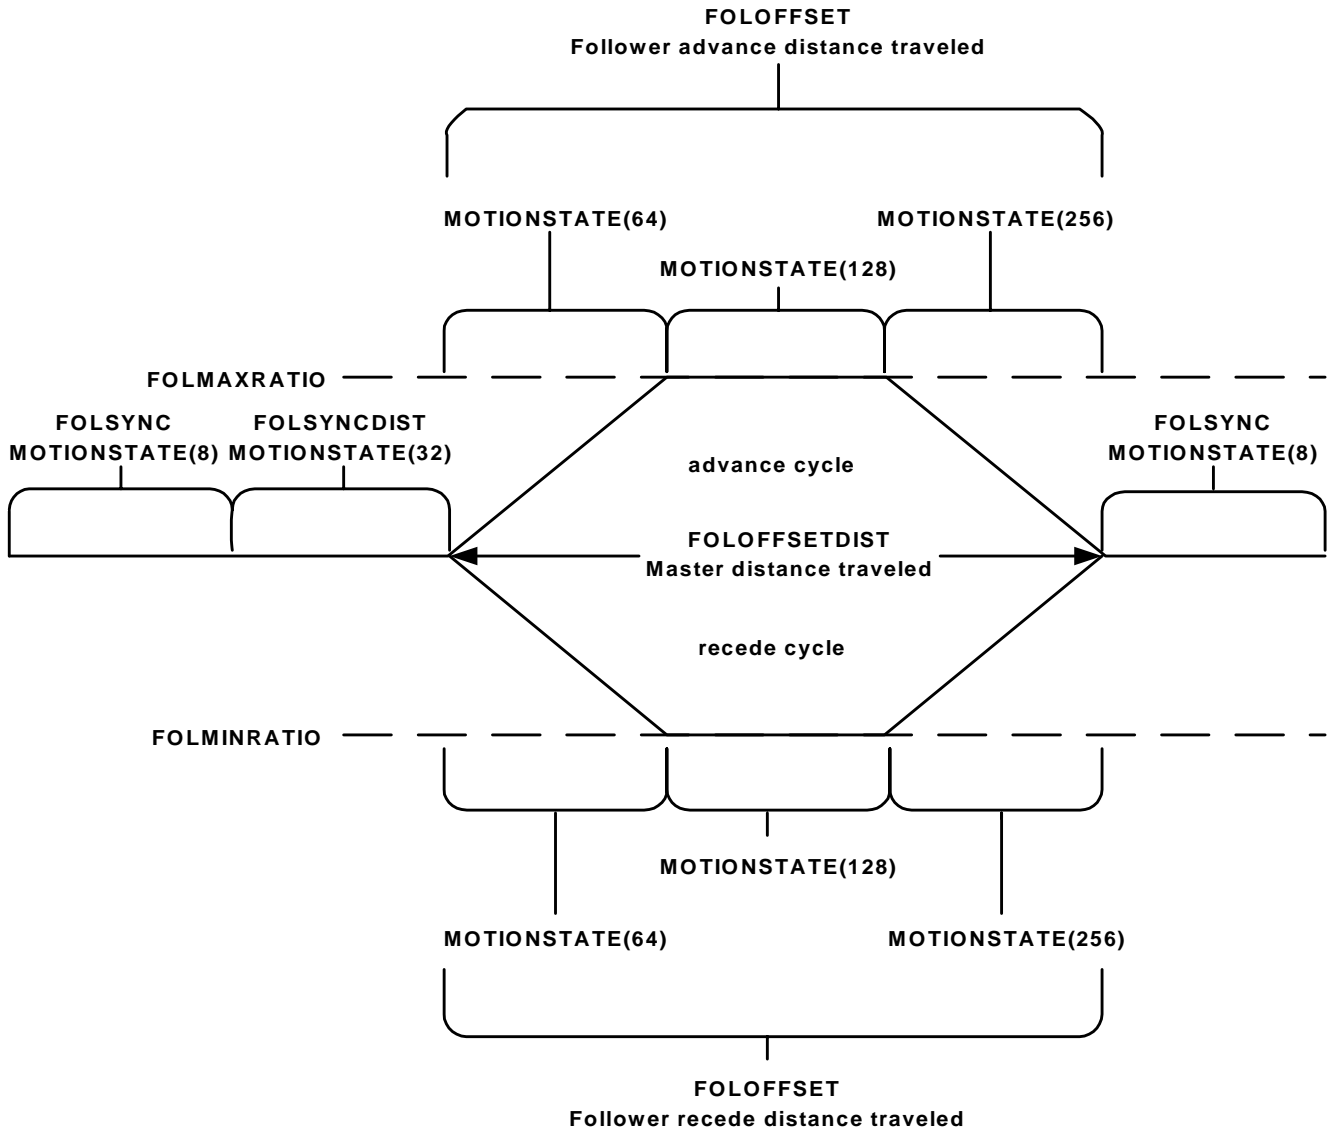 FOLOFFSET
Follower advance distance traveled
MOTIONSTATE(64)
MOTIONSTATE(256)
MOTIONSTATE(128)
FOLMAXRATIO
FOLSYNC
MOTIONSTATE(8)
FOLSYNCDIST
MOTIONSTATE(32)
FOLSYNC
MOTIONSTATE(8)
advance cycle
FOLOFFSETDIST
Master distance traveled
recede cycle
FOLMINRATIO
MOTIONSTATE(128)
MOTIONSTATE(64)
MOTIONSTATE(256)
FOLOFFSET
Follower recede distance traveled